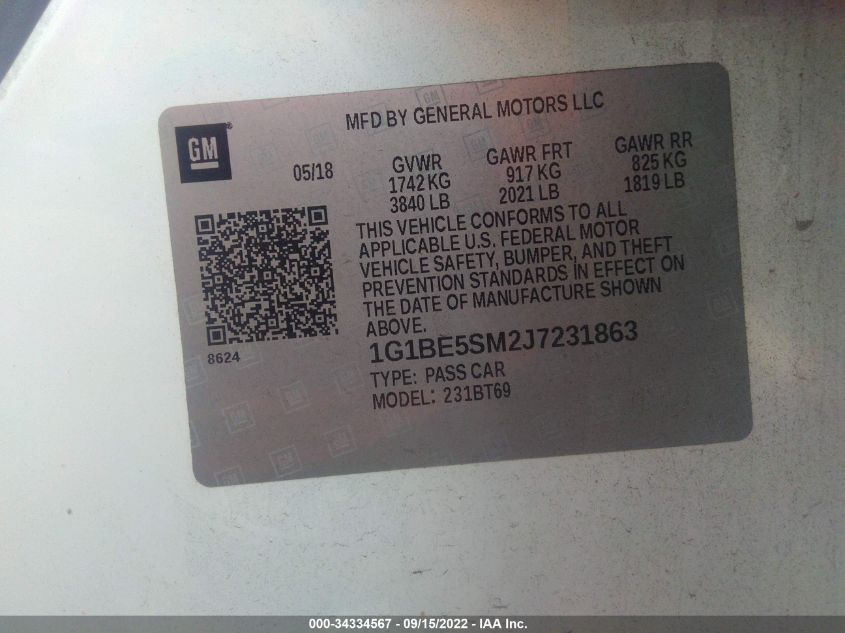 MFD BY GENERAL MOTORS LLC
GM®
05/18
GVWR GAWR FRT GAWR RR
1742 KG 917 KG 825 KG
3840 LB 2021 LB 1819 LB
THIS VEHICLE CONFORMS TO ALL
APPLICABLE U.S. FEDERAL MOTOR
VEHICLE SAFETY, BUMPER, AND THEFT
PREVENTION STANDARDS IN EFFECT ON
THE DATE OF MANUFACTURE SHOWN
ABOVE.
8624
1G1BE5SM2J7231863
TYPE: PASS CAR
MODEL: 231BT69
000-34334567 - 09/15/2022 - IAA Inc.